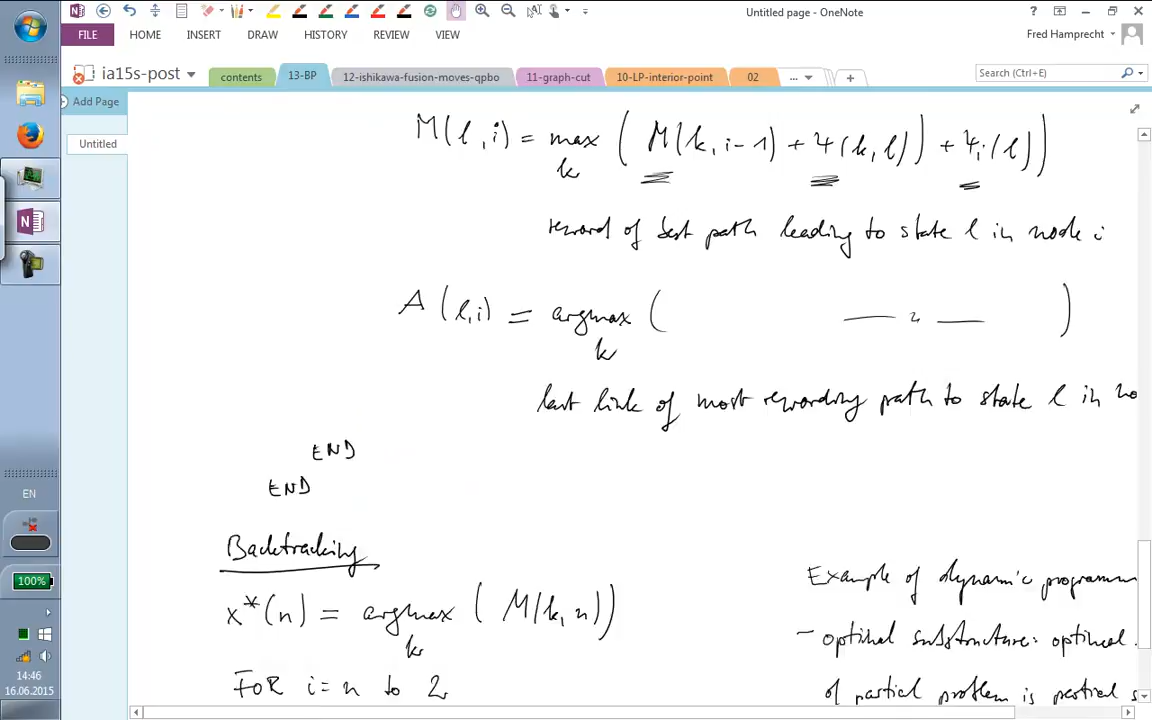 Untitled page - OneNote
FILE HOME INSERT DRAW HISTORY REVIEW VIEW
Fred Hamprecht
ia15s-post contents 13-BP 12-ishikawa-fusion-moves-qpbo 11-graph-cut 10-LP-interior-point 02 ...
Search (Ctrl+E)
Add Page
Untitled
M(l,i) = max ( M(k,i-1) + Ψ(k,l) ) + Ψi(l) )
k
reward of best path leading to state l in node i
A(l,i) = argmax ( —— " —— )
k
last link of most rewarding path to state l in no
END
END
Backtracking
x*(n) = argmax ( M(k,n) )
k
FOR i = n to 2
Example of dynamic programm
- optimal substructure: optimal
of partial problem is partial s
EN
100%
14:46
16.06.2015